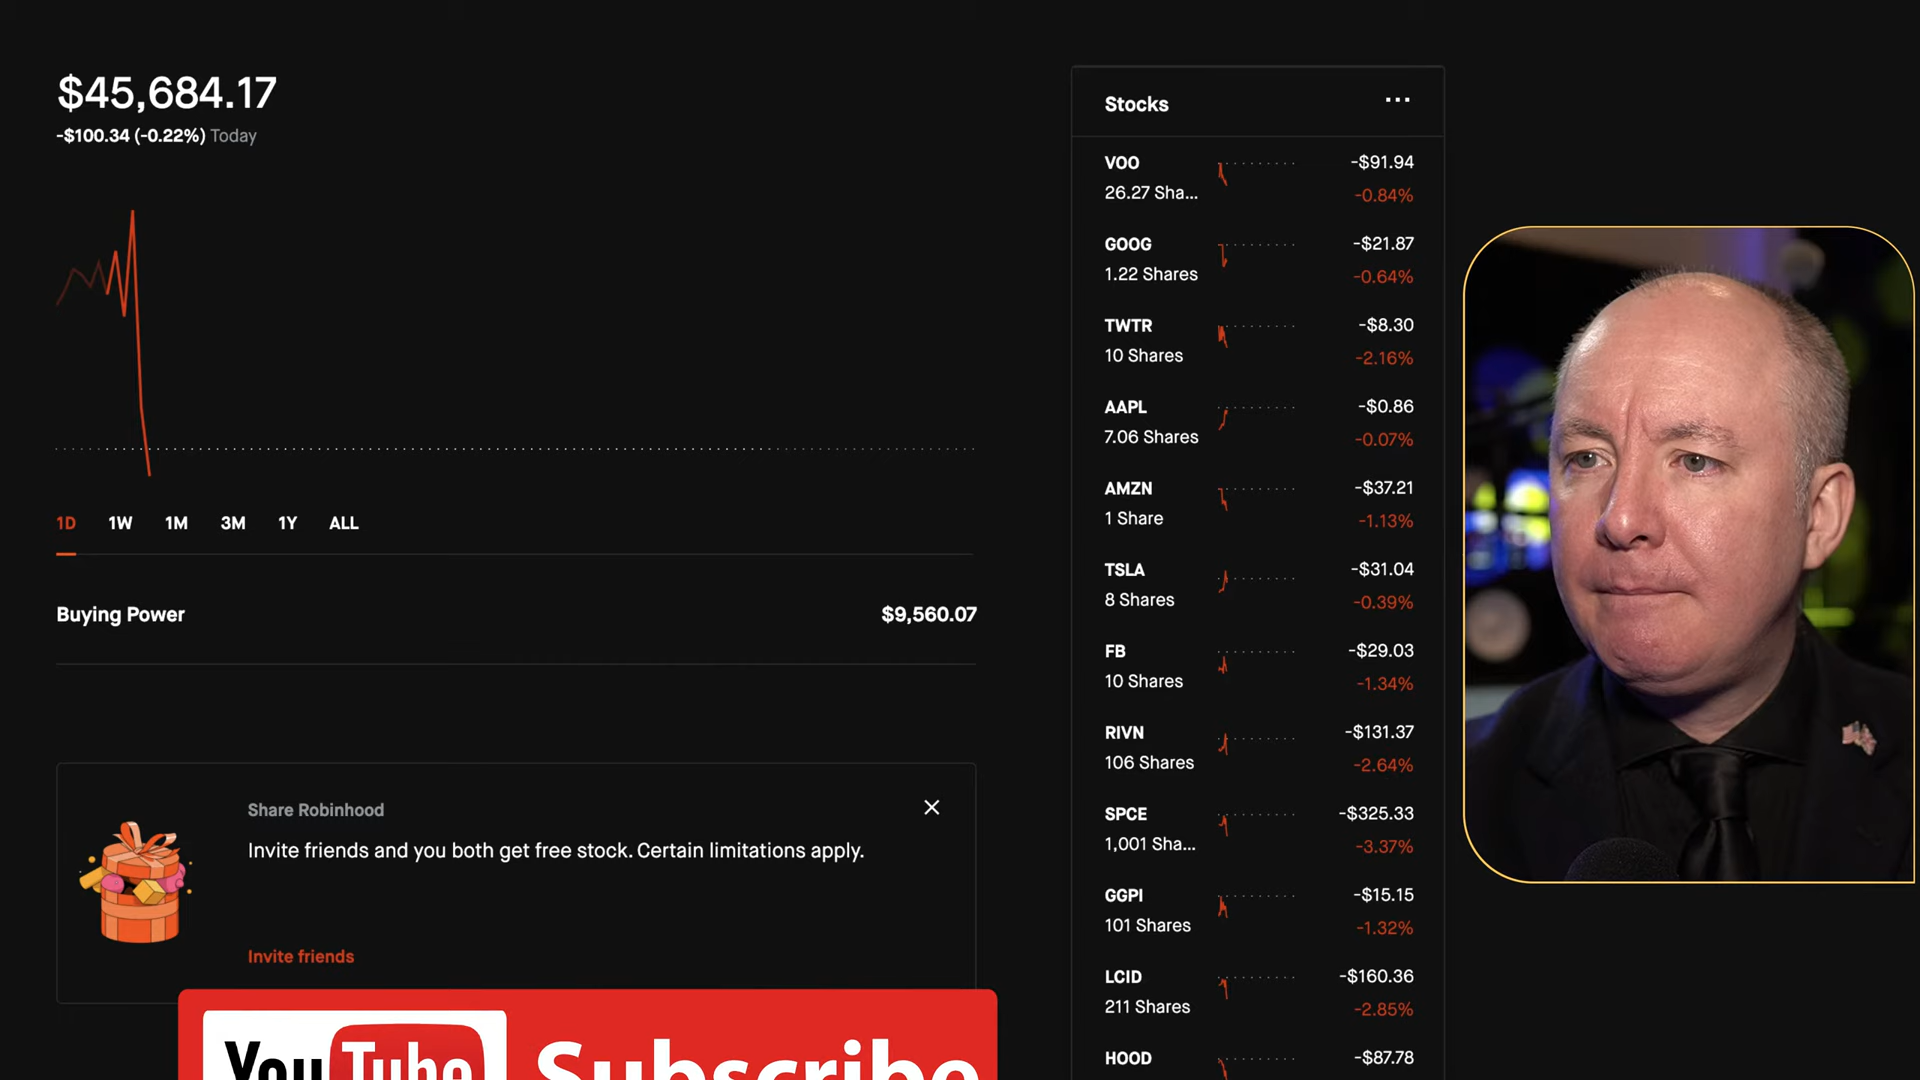 $45,684.17
-$100.34 (-0.22%) Today
1D 1W 1M 3M 1Y ALL
Buying Power $9,560.07
Share Robinhood
Invite friends and you both get free stock. Certain limitations apply.
Invite friends
YouTube Subscribe
Stocks
VOO -$91.94
26.27 Sha... -0.84%
GOOG -$21.87
1.22 Shares -0.64%
TWTR -$8.30
10 Shares -2.16%
AAPL -$0.86
7.06 Shares -0.07%
AMZN -$37.21
1 Share -1.13%
TSLA -$31.04
8 Shares -0.39%
FB -$29.03
10 Shares -1.34%
RIVN -$131.37
106 Shares -2.64%
SPCE -$325.33
1,001 Sha... -3.37%
GGPI -$15.15
101 Shares -1.32%
LCID -$160.36
211 Shares -2.85%
HOOD -$87.78